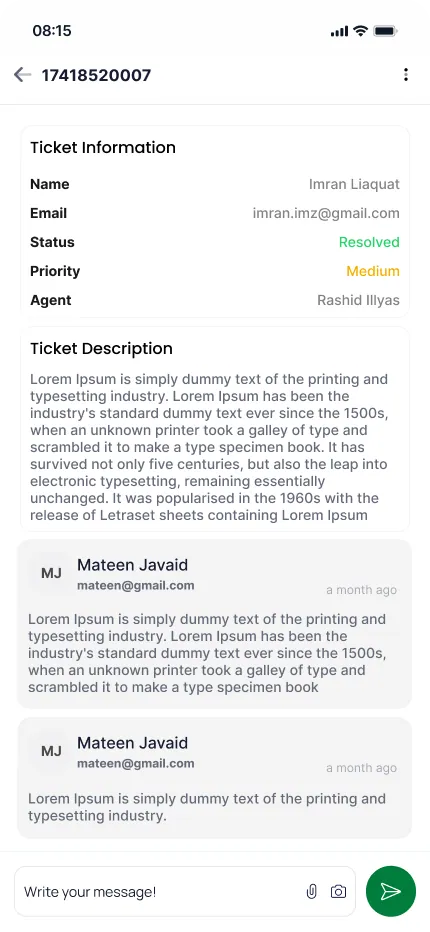 08:15
17418520007
Ticket Information
Name Imran Liaquat
Email imran.imz@gmail.com
Status Resolved
Priority Medium
Agent Rashid Illyas
Ticket Description
Lorem Ipsum is simply dummy text of the printing and
typesetting industry. Lorem Ipsum has been the
industry's standard dummy text ever since the 1500s,
when an unknown printer took a galley of type and
scrambled it to make a type specimen book. It has
survived not only five centuries, but also the leap into
electronic typesetting, remaining essentially
unchanged. It was popularised in the 1960s with the
release of Letraset sheets containing Lorem Ipsum
MJ
Mateen Javaid
mateen@gmail.com
a month ago
Lorem Ipsum is simply dummy text of the printing and
typesetting industry. Lorem Ipsum has been the
industry's standard dummy text ever since the 1500s,
when an unknown printer took a galley of type and
scrambled it to make a type specimen book
MJ
Mateen Javaid
mateen@gmail.com
a month ago
Lorem Ipsum is simply dummy text of the printing and
typesetting industry.
Write your message!